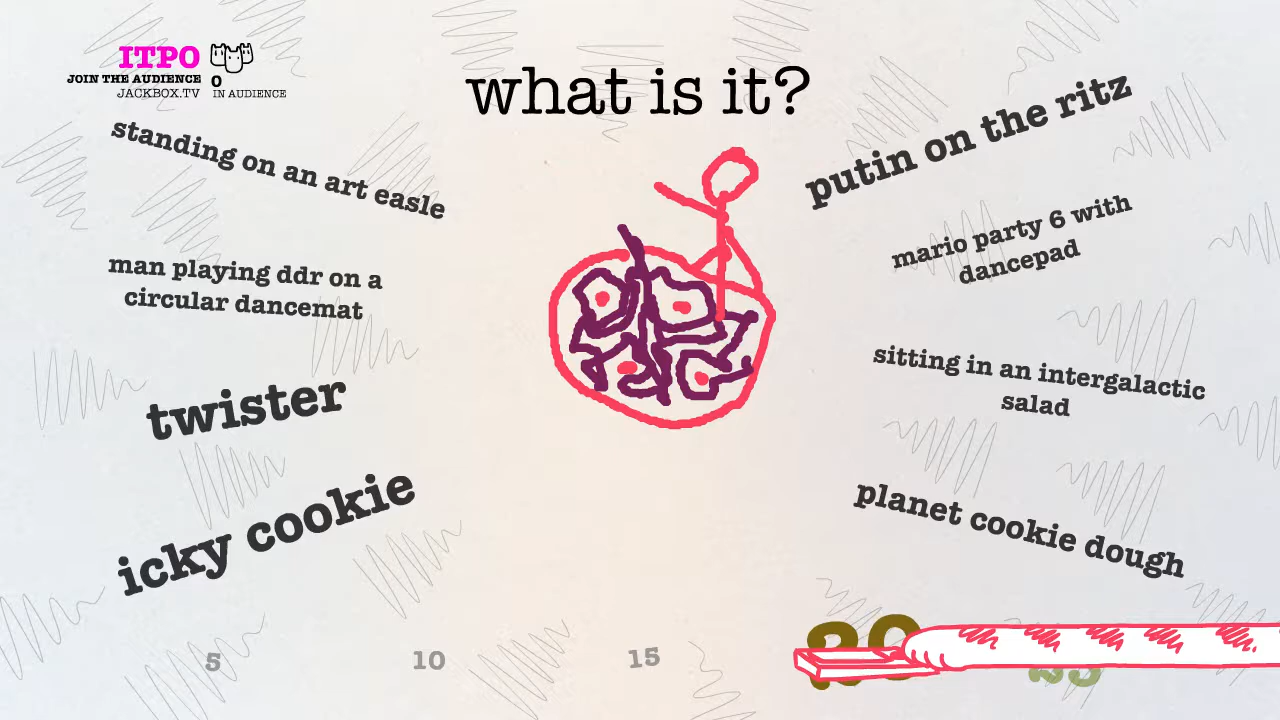 ITPO
JOIN THE AUDIENCE
JACKBOX.TV
0
IN AUDIENCE
what is it?
standing on an art easle
man playing ddr on a
circular dancemat
twister
icky cookie
putin on the ritz
mario party 6 with
dancepad
sitting in an intergalactic
salad
planet cookie dough
5
10
15